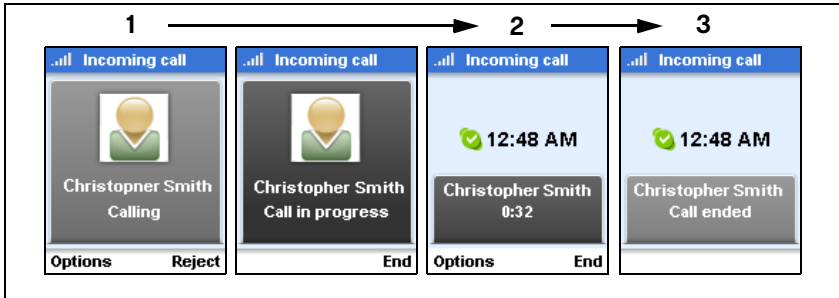 1 2 3
Incoming call
Christopner Smith
Calling
Options Reject
Incoming call
Christopher Smith
Call in progress
End
Incoming call
12:48 AM
Christopher Smith
0:32
Options End
Incoming call
12:48 AM
Christopher Smith
Call ended